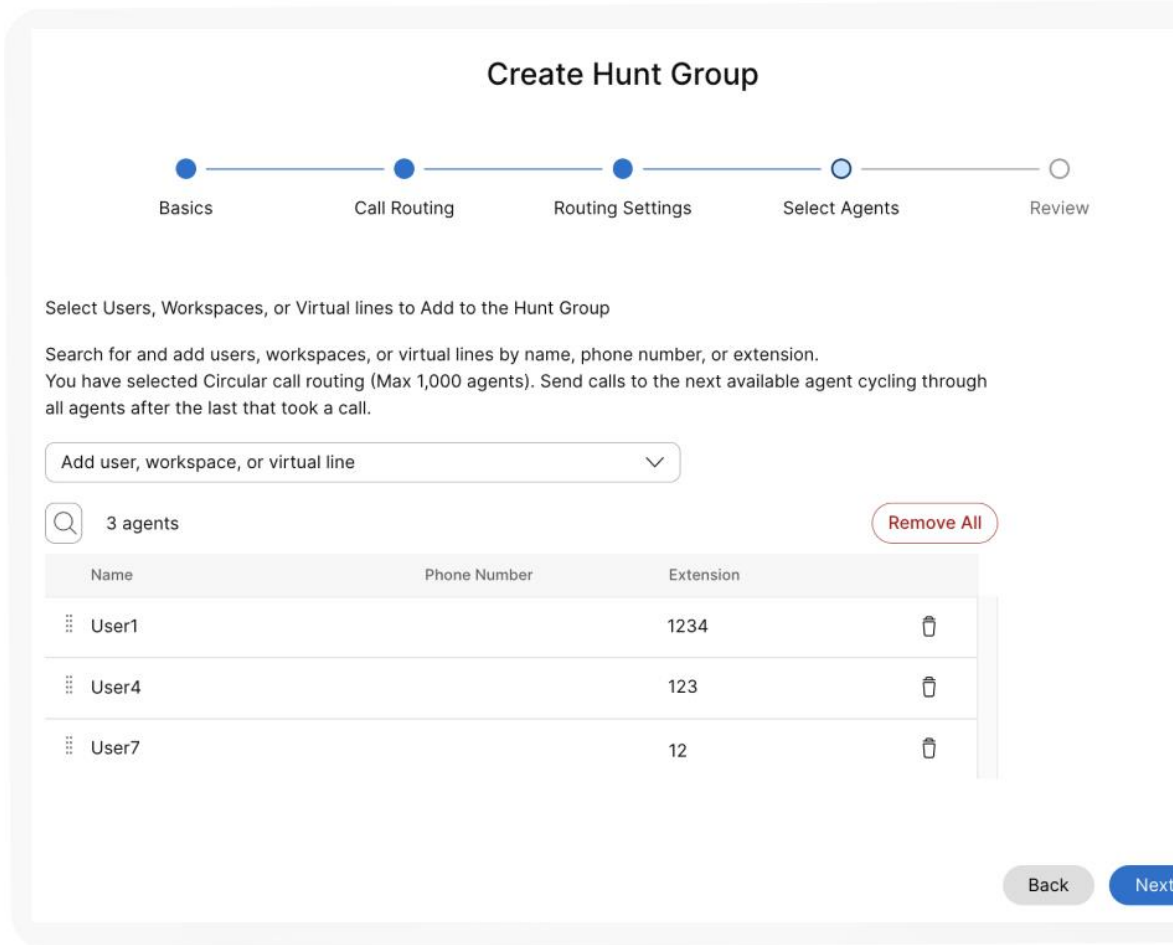 Create Hunt Group
Basics
Call Routing
Routing Settings
Select Agents
Review
Select Users, Workspaces, or Virtual lines to Add to the Hunt Group
Search for and add users, workspaces, or virtual lines by name, phone number, or extension.
You have selected Circular call routing (Max 1,000 agents). Send calls to the next available agent cycling through
all agents after the last that took a call.
Add user, workspace, or virtual line
3 agents
Remove All
Name Phone Number Extension
User1 1234
User4 123
User7 12
Back Next